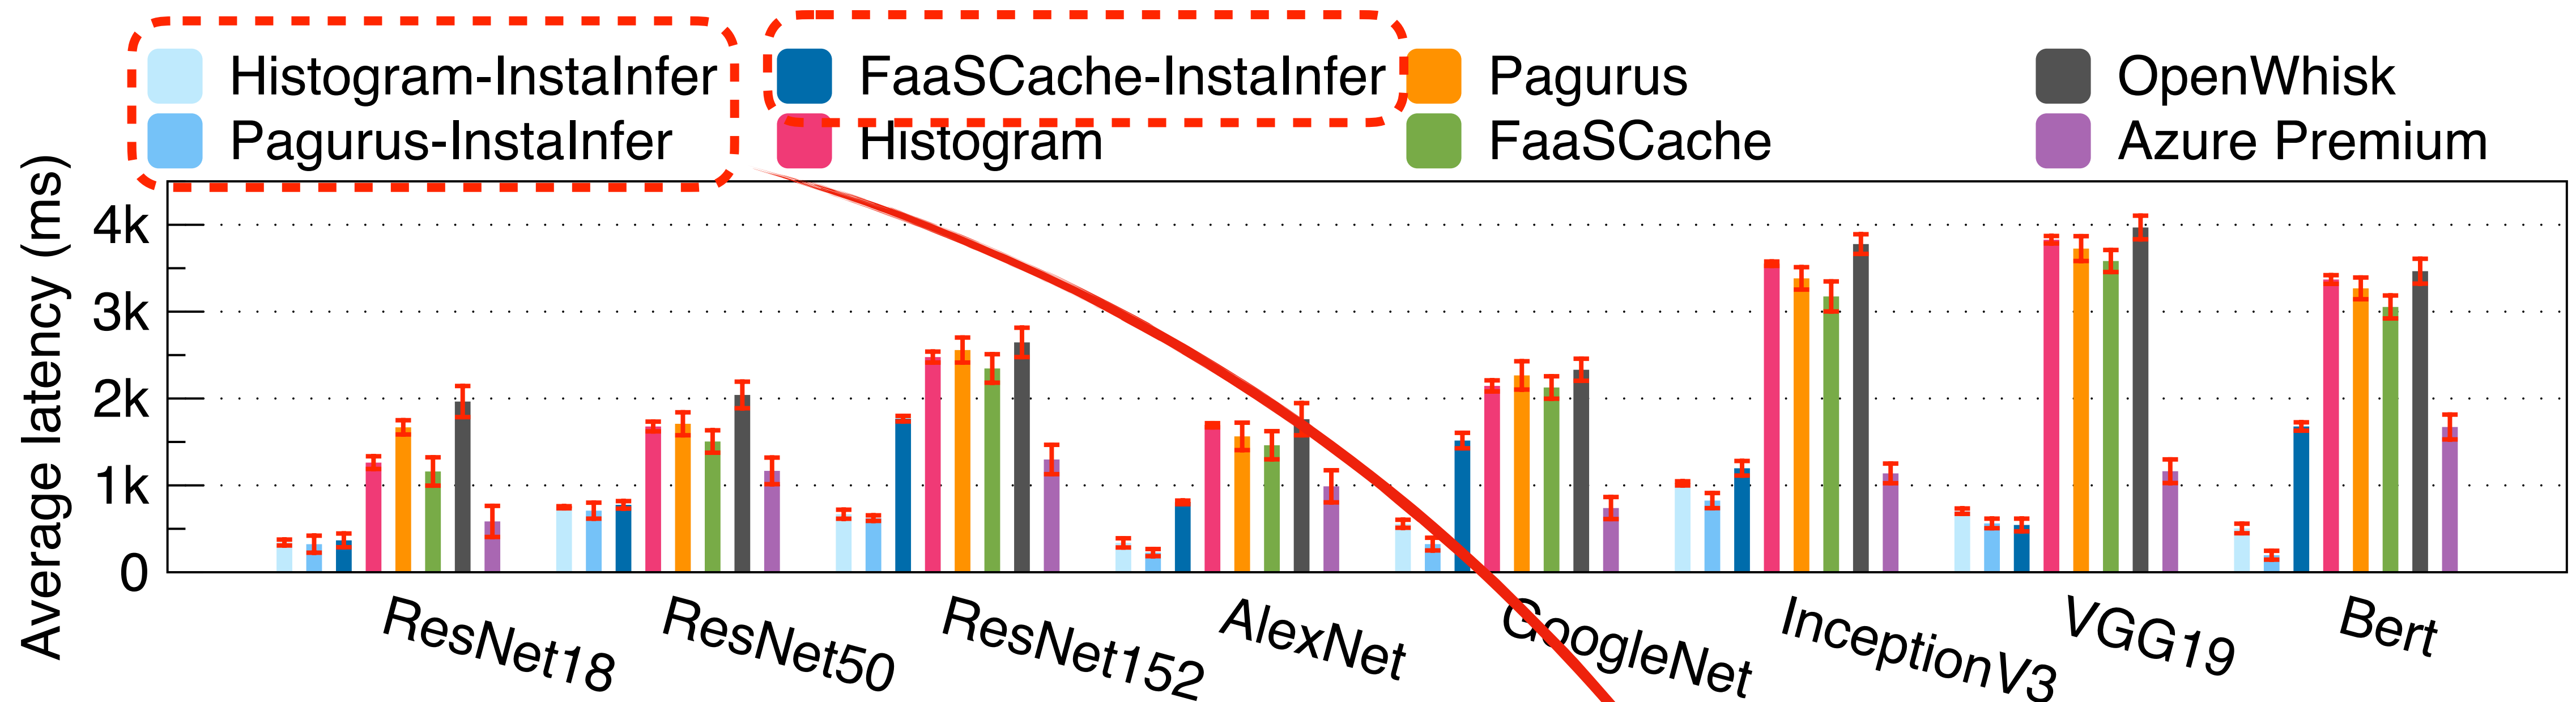 Histogram-InstaInfer FaaSCache-InstaInfer Pagurus OpenWhisk
Pagurus-InstaInfer Histogram FaaSCache Azure Premium
Average latency (ms)
4k
3k
2k
1k
0
ResNet18 ResNet50 ResNet152 AlexNet GoogleNet InceptionV3 VGG19 Bert